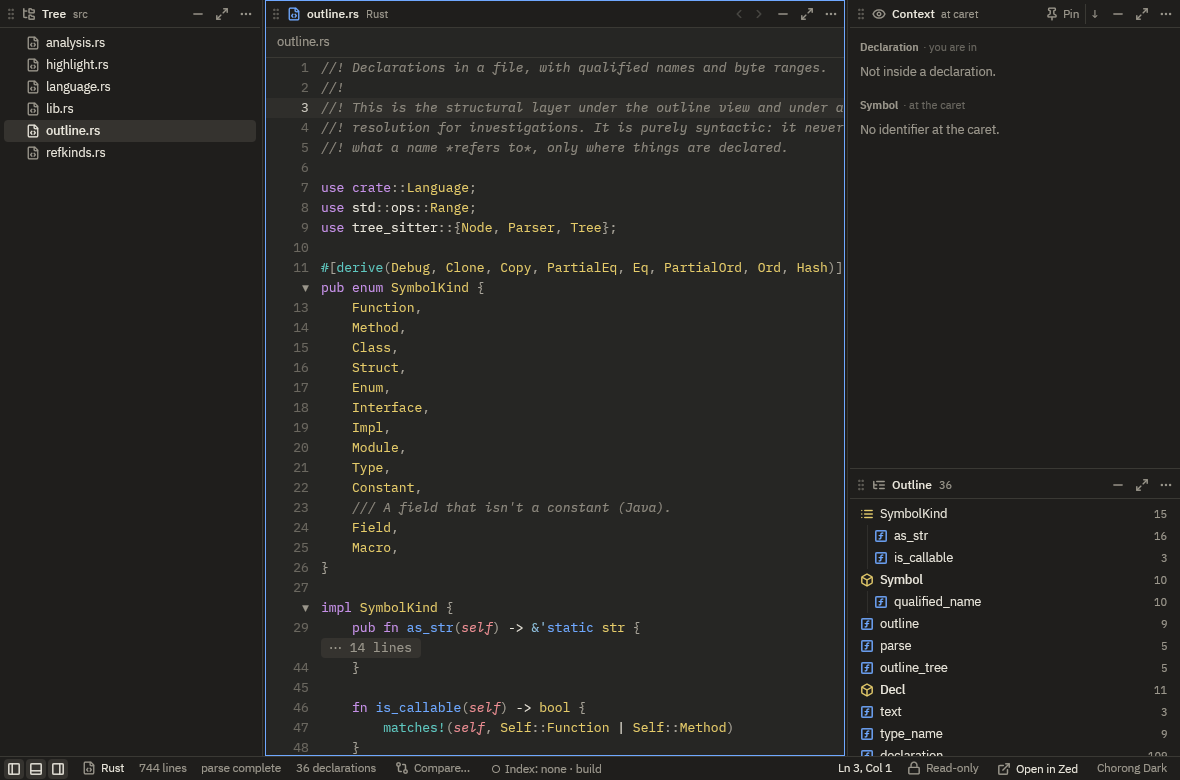 Tree src
analysis.rs
highlight.rs
language.rs
lib.rs
outline.rs
refkinds.rs
outline.rs Rust
outline.rs
1 //! Declarations in a file, with qualified names and byte ranges.
2 //!
3 //! This is the structural layer under the outline view and under a
4 //! resolution for investigations. It is purely syntactic: it never
5 //! what a name *refers to*, only where things are declared.
6
7 use crate::Language;
8 use std::ops::Range;
9 use tree_sitter::{Node, Parser, Tree};
10
11 #[derive(Debug, Clone, Copy, PartialEq, Eq, PartialOrd, Ord, Hash)]
▼ pub enum SymbolKind {
13     Function,
14     Method,
15     Class,
16     Struct,
17     Enum,
18     Interface,
19     Impl,
20     Module,
21     Type,
22     Constant,
23     /// A field that isn't a constant (Java).
24     Field,
25     Macro,
26 }
27
▼ impl SymbolKind {
29     pub fn as_str(self) -> &'static str {
··· 14 lines
44     }
45
46     fn is_callable(self) -> bool {
47         matches!(self, Self::Function | Self::Method)
48     }
Context at caret
Pin ↓
Declaration · you are in
Not inside a declaration.
Symbol · at the caret
No identifier at the caret.
Outline 36
SymbolKind 15
as_str 16
is_callable 3
Symbol 10
qualified_name 10
outline 9
parse 5
outline_tree 5
Decl 11
text 3
type_name 9
declaration 109
Rust 744 lines parse complete 36 declarations Compare... Index: none · build Ln 3, Col 1 Read-only Open in Zed Chorong Dark